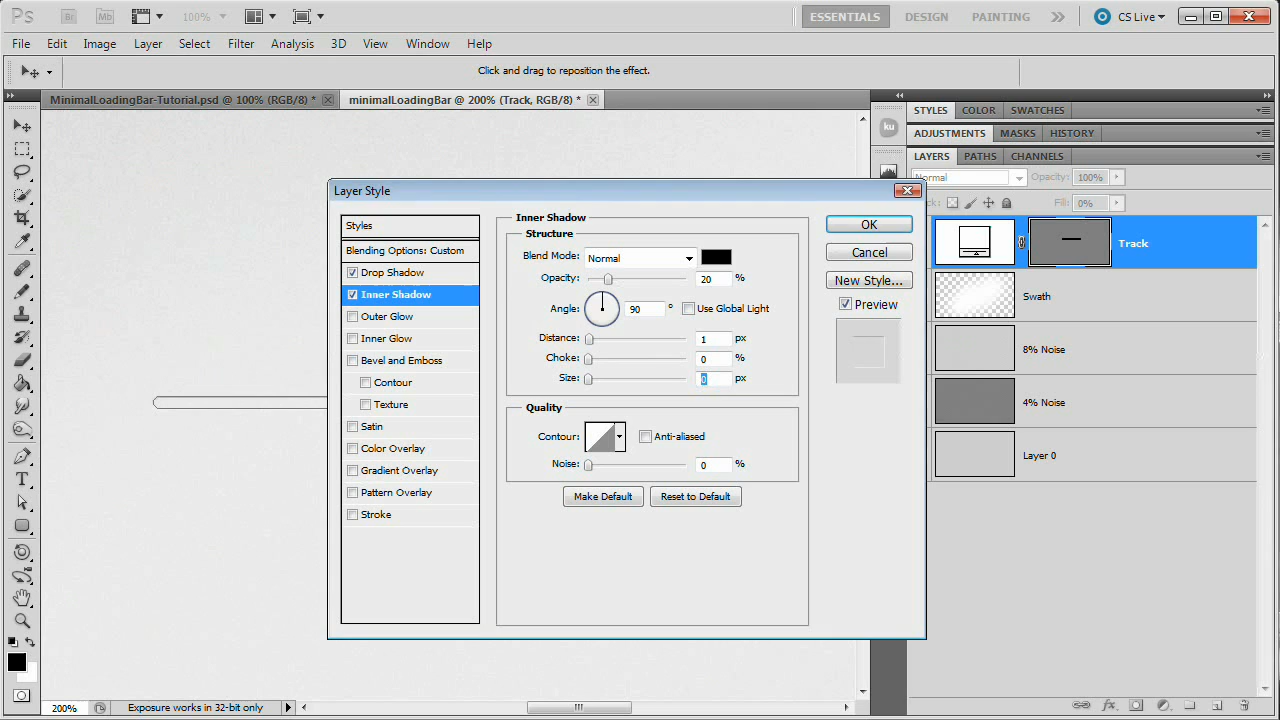 Ps Br Mb 100% ESSENTIALS DESIGN PAINTING CS Live
File Edit Image Layer Select Filter Analysis 3D View Window Help
Click and drag to reposition the effect.
MinimalLoadingBar-Tutorial.psd @ 100% (RGB/8) * minimalLoadingBar @ 200% (Track, RGB/8) *
STYLES COLOR SWATCHES
ADJUSTMENTS MASKS HISTORY
LAYERS PATHS CHANNELS
ku
Normal Opacity: 100%
Fill: 0%
Track
Swath
8% Noise
4% Noise
Layer 0
Layer Style
Styles
Blending Options: Custom
Drop Shadow
Inner Shadow
Outer Glow
Inner Glow
Bevel and Emboss
Contour
Texture
Satin
Color Overlay
Gradient Overlay
Pattern Overlay
Stroke
Inner Shadow
Structure
Blend Mode: Normal
Opacity: 20 %
Angle: 90 ° Use Global Light
Distance: 1 px
Choke: 0 %
Size: 0 px
Quality
Contour: Anti-aliased
Noise: 0 %
Make Default Reset to Default
OK
Cancel
New Style...
Preview
T
200% Exposure works in 32-bit only
fx